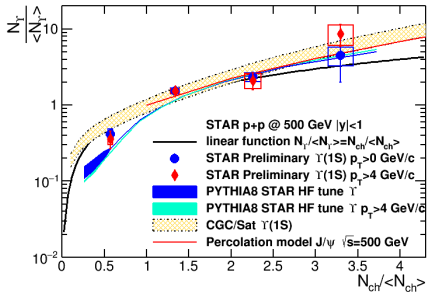 N_ϒ/<N_ϒ>
10
1
10⁻¹
10⁻²
STAR p+p @ 500 GeV |y|<1
linear function N_ϒ/<N_ϒ>=N_ch/<N_ch>
STAR Preliminary ϒ(1S) p_T>0 GeV/c
STAR Preliminary ϒ(1S) p_T>4 GeV/c
PYTHIA8 STAR HF tune ϒ
PYTHIA8 STAR HF tune ϒ p_T>4 GeV/c
CGC/Sat ϒ(1S)
Percolation model J/ψ √s=500 GeV
0 0.5 1 1.5 2 2.5 3 3.5 4
N_ch/<N_ch>